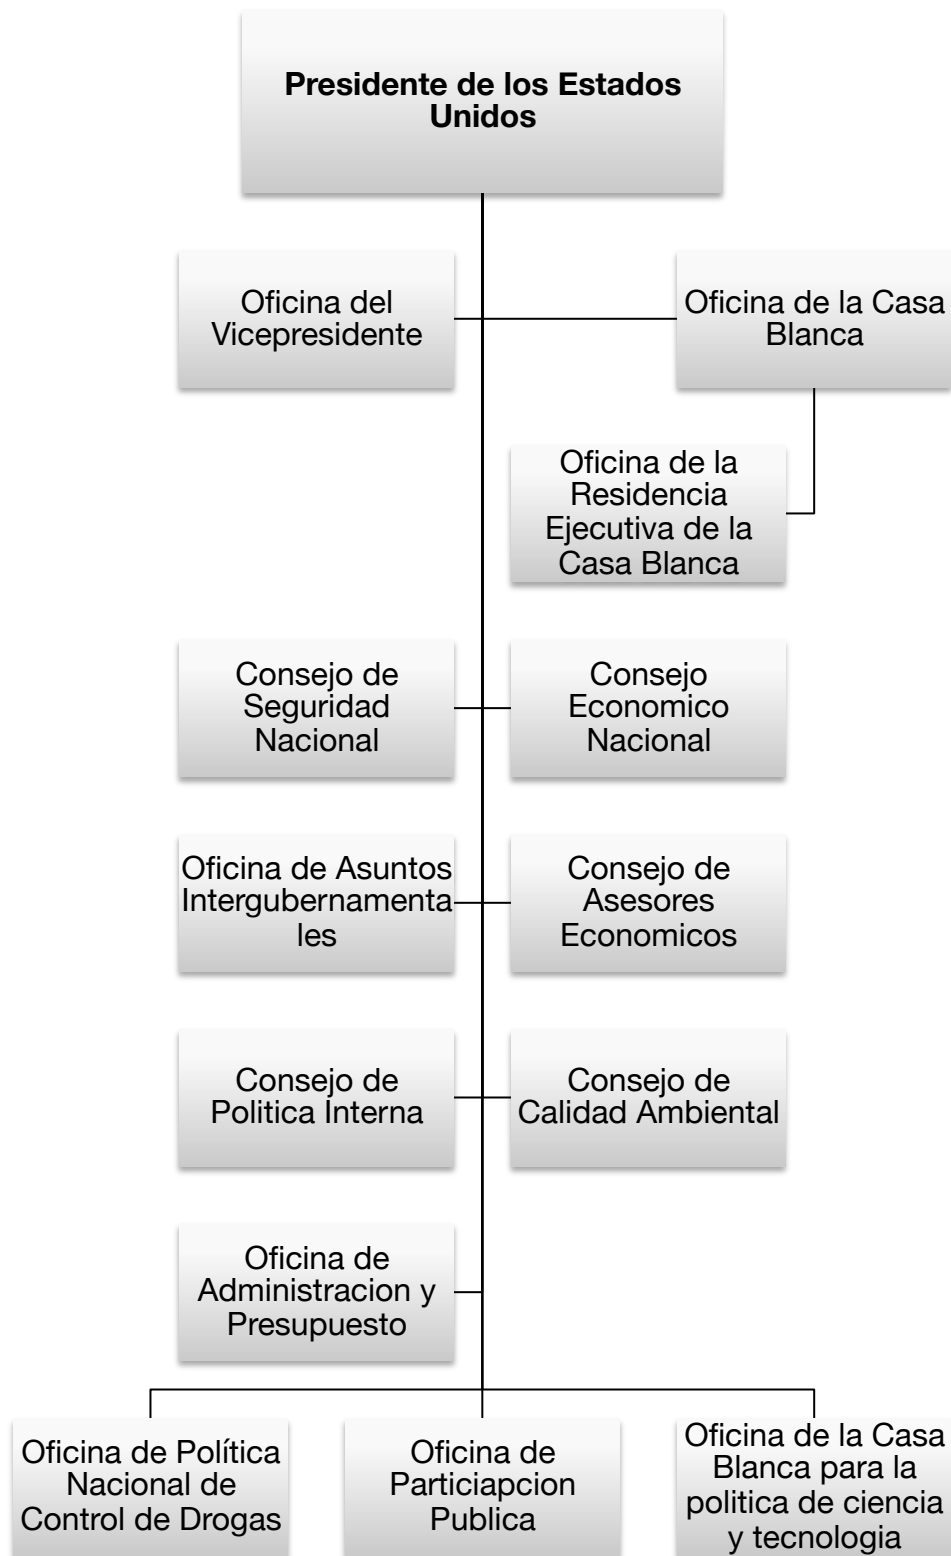 Presidente de los Estados
Unidos
Oficina del
Vicepresidente
Oficina de la Casa
Blanca
Oficina de la
Residencia
Ejecutiva de la
Casa Blanca
Consejo de
Seguridad
Nacional
Consejo
Economico
Nacional
Oficina de Asuntos
Intergubernamenta
les
Consejo de
Asesores
Economicos
Consejo de
Politica Interna
Consejo de
Calidad Ambiental
Oficina de
Administracion y
Presupuesto
Oficina de Política
Nacional de
Control de Drogas
Oficina de
Particiapcion
Publica
Oficina de la Casa
Blanca para la
politica de ciencia
y tecnologia